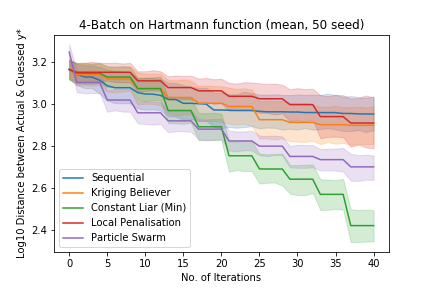 4-Batch on Hartmann function (mean, 50 seed)
Log10 Distance between Actual & Guessed y*
3.2
3.0
2.8
2.6
2.4
Sequential
Kriging Believer
Constant Liar (Min)
Local Penalisation
Particle Swarm
0 5 10 15 20 25 30 35 40
No. of Iterations